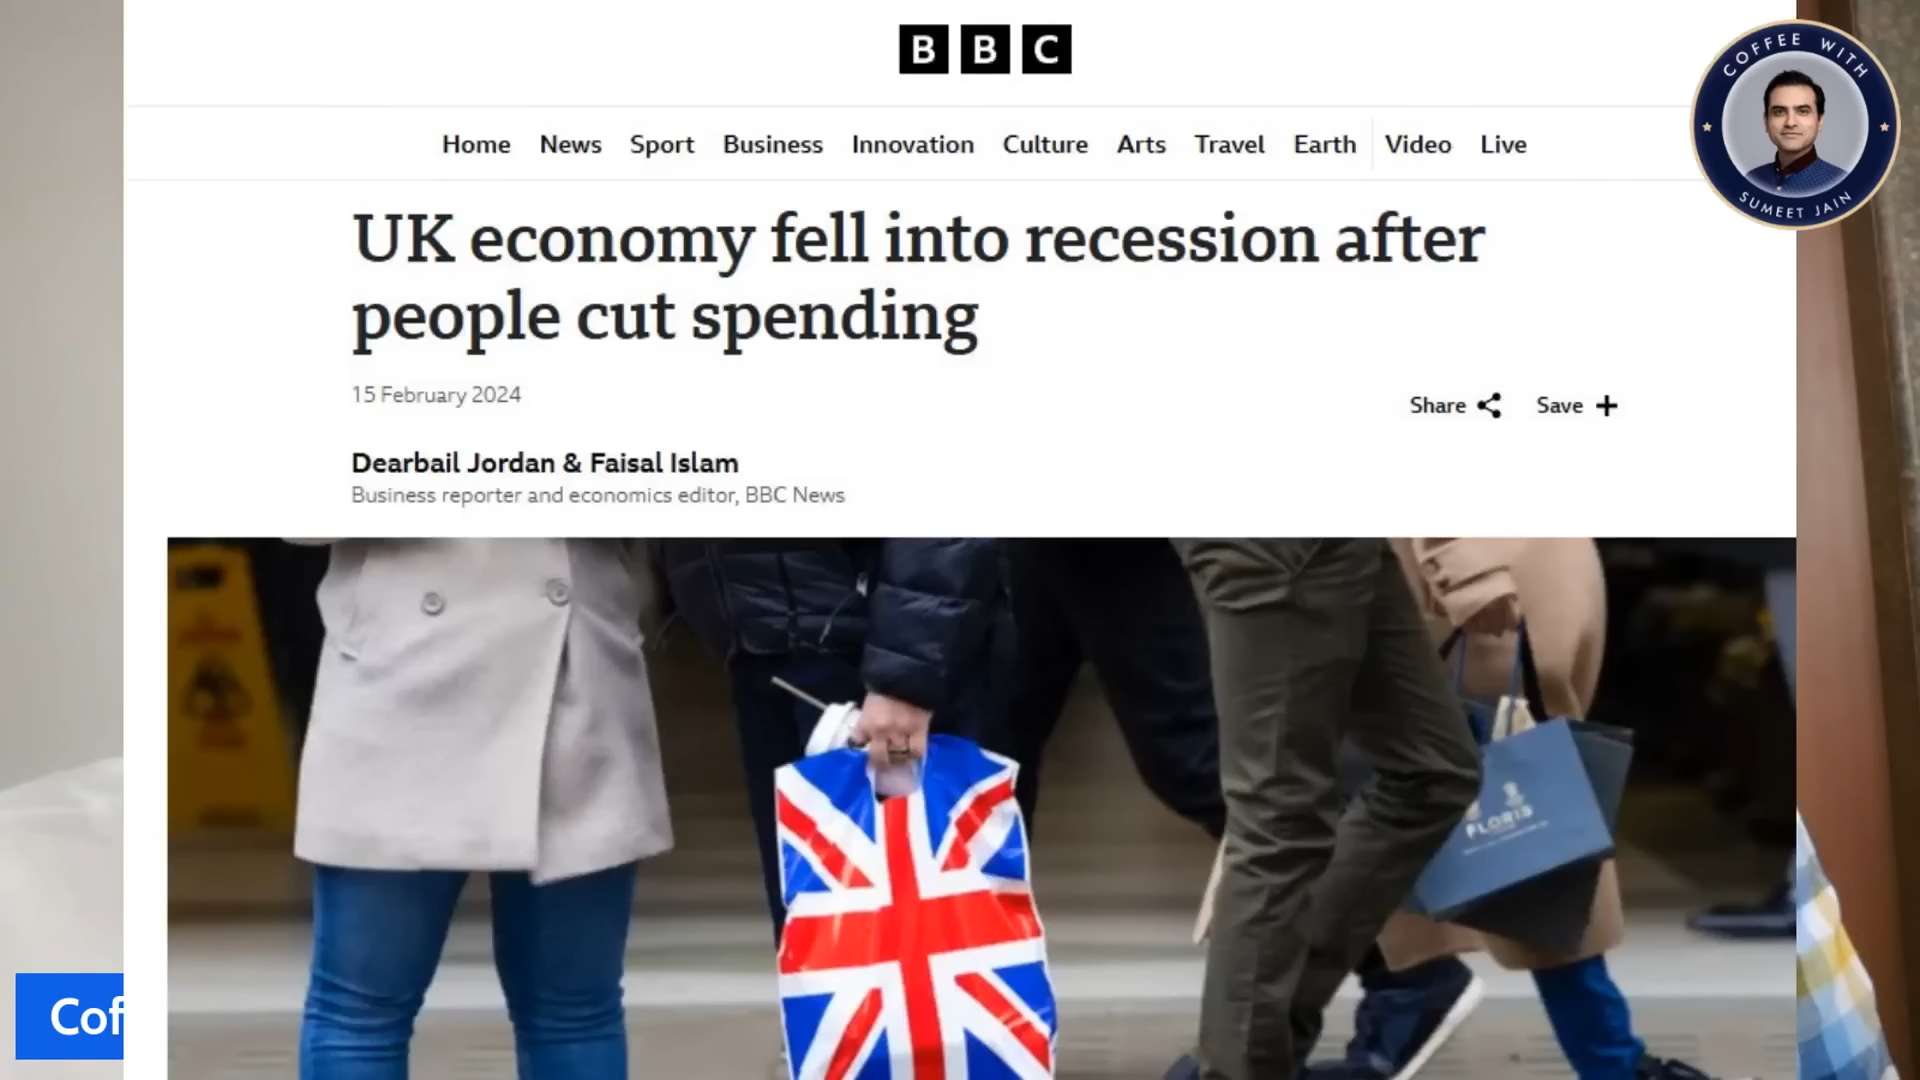 BBC
COFFEE WITH
SUMEET JAIN
Home News Sport Business Innovation Culture Arts Travel Earth Video Live
UK economy fell into recession after
people cut spending
15 February 2024
Share Save
Dearbail Jordan & Faisal Islam
Business reporter and economics editor, BBC News
FLORIS
Cof